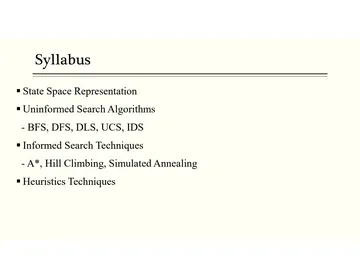 Syllabus
▪ State Space Representation
▪ Uninformed Search Algorithms
- BFS, DFS, DLS, UCS, IDS
▪ Informed Search Techniques
- A*, Hill Climbing, Simulated Annealing
▪ Heuristics Techniques